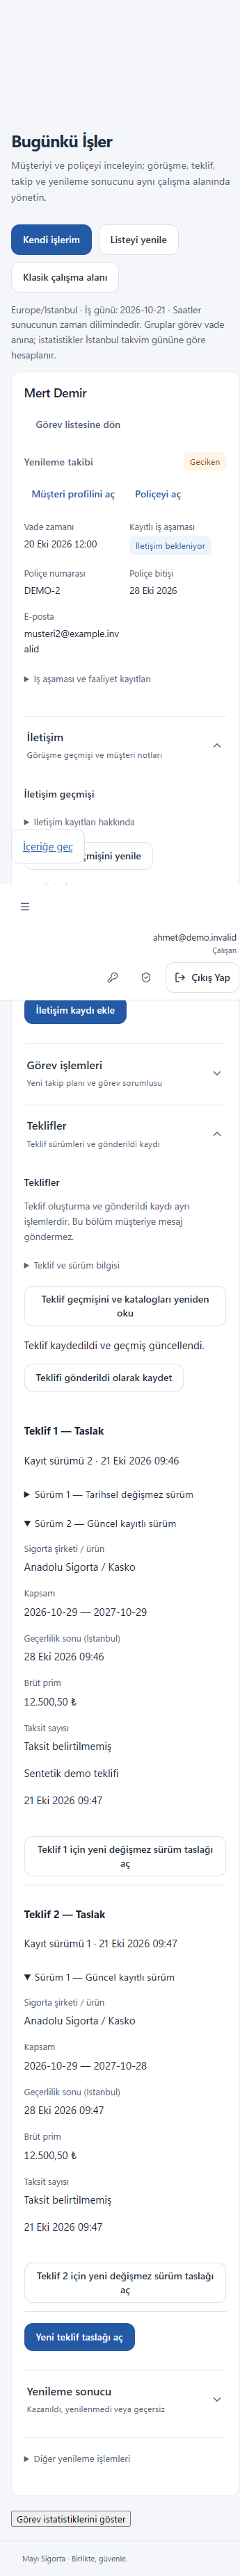 Bugünkü İşler
Müşteriyi ve poliçeyi inceleyin; görüşme, teklif,
takip ve yenileme sonucunu aynı çalışma alanında
yönetin.
Kendi işlerim
Listeyi yenile
Klasik çalışma alanı
Europe/Istanbul · İş günü: 2026-10-21 · Saatler
sunucunun zaman dilimindedir. Gruplar görev vade
anına; istatistikler İstanbul takvim gününe göre
hesaplanır.
Mert Demir
Görev listesine dön
Yenileme takibi
Geciken
Müşteri profilini aç
Poliçeyi aç
Vade zamanı
Kayıtlı iş aşaması
20 Eki 2026 12:00
İletişim bekleniyor
Poliçe numarası
Poliçe bitişi
DEMO-2
28 Eki 2026
E-posta
musteri2@example.inv
alid
İş aşaması ve faaliyet kayıtları
İletişim
Görüşme geçmişi ve müşteri notları
İletişim geçmişi
İletişim kayıtları hakkında
İçeriğe geç
çmişini yenile
ahmet@demo.invalid
Çalışan
Çıkış Yap
İletişim kaydı ekle
Görev işlemleri
Yeni takip planı ve görev sorumlusu
Teklifler
Teklif sürümleri ve gönderildi kaydı
Teklifler
Teklif oluşturma ve gönderildi kaydı ayrı
işlemlerdir. Bu bölüm müşteriye mesaj
göndermez.
Teklif ve sürüm bilgisi
Teklif geçmişini ve katalogları yeniden
oku
Teklif kaydedildi ve geçmiş güncellendi.
Teklifi gönderildi olarak kaydet
Teklif 1 — Taslak
Kayıt sürümü 2 · 21 Eki 2026 09:46
Sürüm 1 — Tarihsel değişmez sürüm
Sürüm 2 — Güncel kayıtlı sürüm
Sigorta şirketi / ürün
Anadolu Sigorta / Kasko
Kapsam
2026-10-29 — 2027-10-29
Geçerlilik sonu (İstanbul)
28 Eki 2026 09:46
Brüt prim
12.500,50 ₺
Taksit sayısı
Taksit belirtilmemiş
Sentetik demo teklifi
21 Eki 2026 09:47
Teklif 1 için yeni değişmez sürüm taslağı
aç
Teklif 2 — Taslak
Kayıt sürümü 1 · 21 Eki 2026 09:47
Sürüm 1 — Güncel kayıtlı sürüm
Sigorta şirketi / ürün
Anadolu Sigorta / Kasko
Kapsam
2026-10-29 — 2027-10-28
Geçerlilik sonu (İstanbul)
28 Eki 2026 09:47
Brüt prim
12.500,50 ₺
Taksit sayısı
Taksit belirtilmemiş
21 Eki 2026 09:47
Teklif 2 için yeni değişmez sürüm taslağı
aç
Yeni teklif taslağı aç
Yenileme sonucu
Kazanıldı, yenilenmedi veya geçersiz
Diğer yenileme işlemleri
Görev istatistiklerini göster
Mayı Sigorta · Birlikte, güvenle.